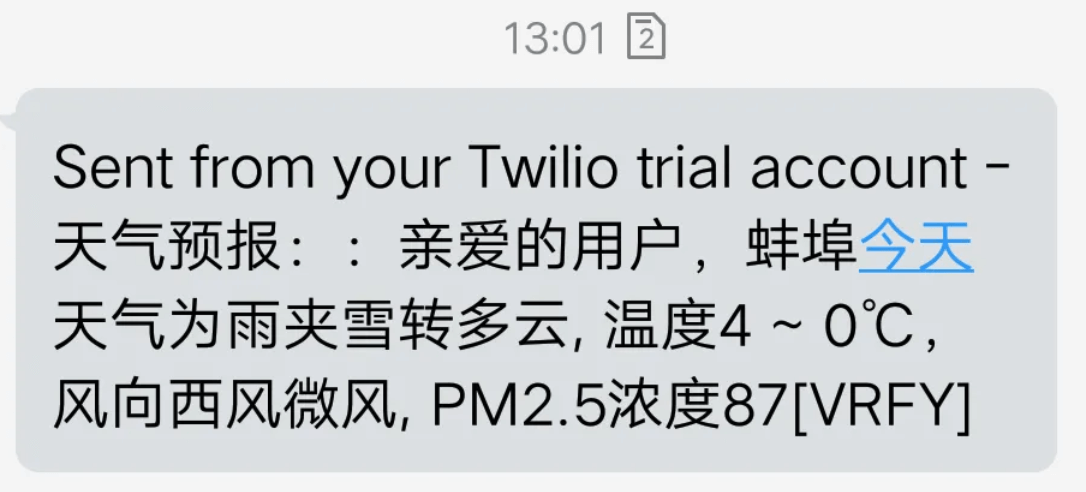 13:01 2
Sent from your Twilio trial account -
天气预报：：亲爱的用户，蚌埠今天
天气为雨夹雪转多云, 温度4 ~ 0℃，
风向西风微风, PM2.5浓度87[VRFY]